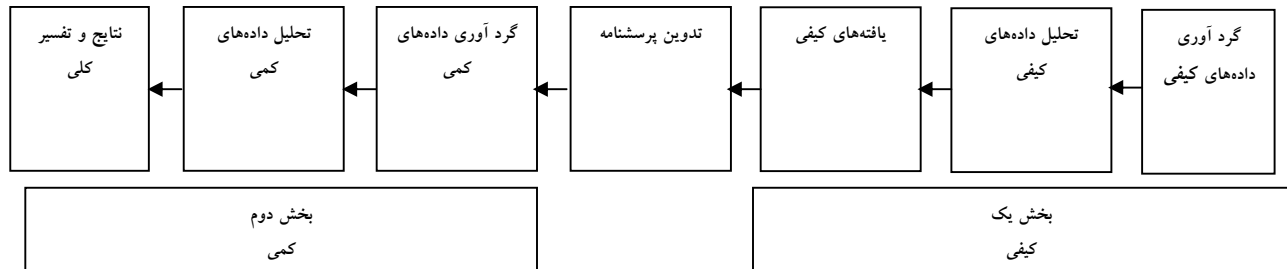 گرد آوری
داده‌های کیفی
تحلیل داده‌های
کیفی
یافته‌های کیفی
تدوین پرسشنامه
گرد آوری داده‌های
کمی
تحلیل داده‌های
کمی
نتایج و تفسیر
کلی
بخش یک
کیفی
بخش دوم
کمی